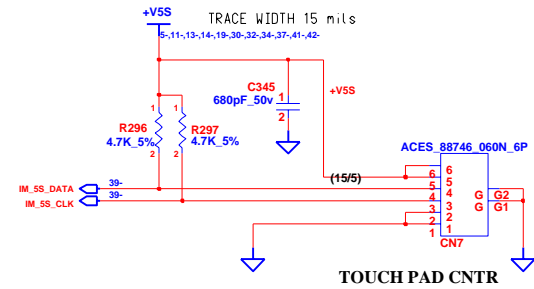 +V5S TRACE WIDTH 15 mils
5-,11-,13-,14-,19-,30-,32-,34-,37-,41-,42-
C345
680pF_50v
1
2
+V5S
1 1
R296 R297
4.7K_5% 4.7K_5%
2 2
ACES_88746_060N_6P
(15/5)
IM_5S_DATA 39-
IM_5S_CLK 39-
6 6
5 5
4 4
3 3
2 2
1 1
G G2
G G1
CN7
TOUCH PAD CNTR